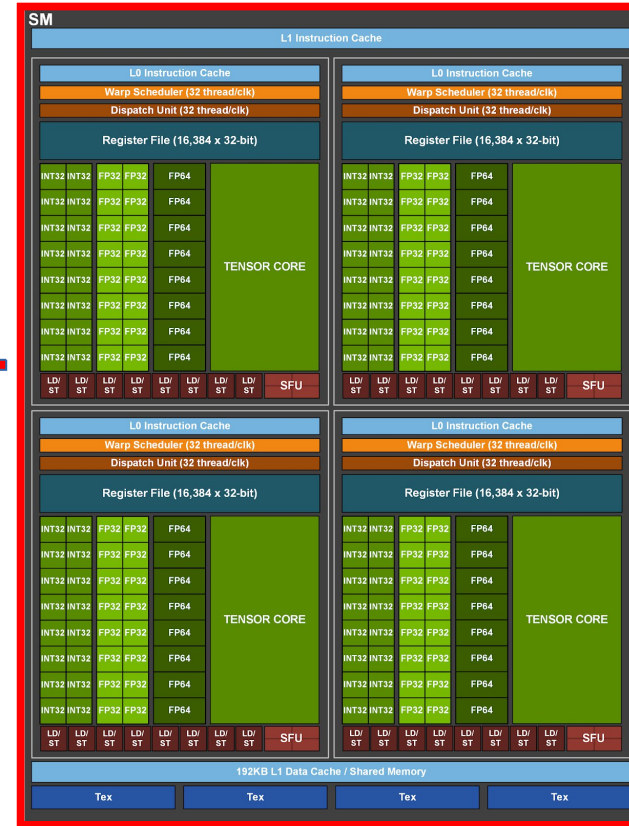 SM
L1 Instruction Cache
L0 Instruction Cache
Warp Scheduler (32 thread/clk)
Dispatch Unit (32 thread/clk)
Register File (16,384 x 32-bit)
INT32 INT32 FP32 FP32 FP64
INT32 INT32 FP32 FP32 FP64
INT32 INT32 FP32 FP32 FP64
INT32 INT32 FP32 FP32 FP64
INT32 INT32 FP32 FP32 FP64
INT32 INT32 FP32 FP32 FP64
INT32 INT32 FP32 FP32 FP64
INT32 INT32 FP32 FP32 FP64
TENSOR CORE
LD/ LD/ LD/ LD/ LD/ LD/ LD/ LD/
ST ST ST ST ST ST ST ST
SFU
L0 Instruction Cache
Warp Scheduler (32 thread/clk)
Dispatch Unit (32 thread/clk)
Register File (16,384 x 32-bit)
INT32 INT32 FP32 FP32 FP64
INT32 INT32 FP32 FP32 FP64
INT32 INT32 FP32 FP32 FP64
INT32 INT32 FP32 FP32 FP64
INT32 INT32 FP32 FP32 FP64
INT32 INT32 FP32 FP32 FP64
INT32 INT32 FP32 FP32 FP64
INT32 INT32 FP32 FP32 FP64
TENSOR CORE
LD/ LD/ LD/ LD/ LD/ LD/ LD/ LD/
ST ST ST ST ST ST ST ST
SFU
L0 Instruction Cache
Warp Scheduler (32 thread/clk)
Dispatch Unit (32 thread/clk)
Register File (16,384 x 32-bit)
INT32 INT32 FP32 FP32 FP64
INT32 INT32 FP32 FP32 FP64
INT32 INT32 FP32 FP32 FP64
INT32 INT32 FP32 FP32 FP64
INT32 INT32 FP32 FP32 FP64
INT32 INT32 FP32 FP32 FP64
INT32 INT32 FP32 FP32 FP64
INT32 INT32 FP32 FP32 FP64
TENSOR CORE
LD/ LD/ LD/ LD/ LD/ LD/ LD/ LD/
ST ST ST ST ST ST ST ST
SFU
L0 Instruction Cache
Warp Scheduler (32 thread/clk)
Dispatch Unit (32 thread/clk)
Register File (16,384 x 32-bit)
INT32 INT32 FP32 FP32 FP64
INT32 INT32 FP32 FP32 FP64
INT32 INT32 FP32 FP32 FP64
INT32 INT32 FP32 FP32 FP64
INT32 INT32 FP32 FP32 FP64
INT32 INT32 FP32 FP32 FP64
INT32 INT32 FP32 FP32 FP64
INT32 INT32 FP32 FP32 FP64
TENSOR CORE
LD/ LD/ LD/ LD/ LD/ LD/ LD/ LD/
ST ST ST ST ST ST ST ST
SFU
192KB L1 Data Cache / Shared Memory
Tex Tex Tex Tex